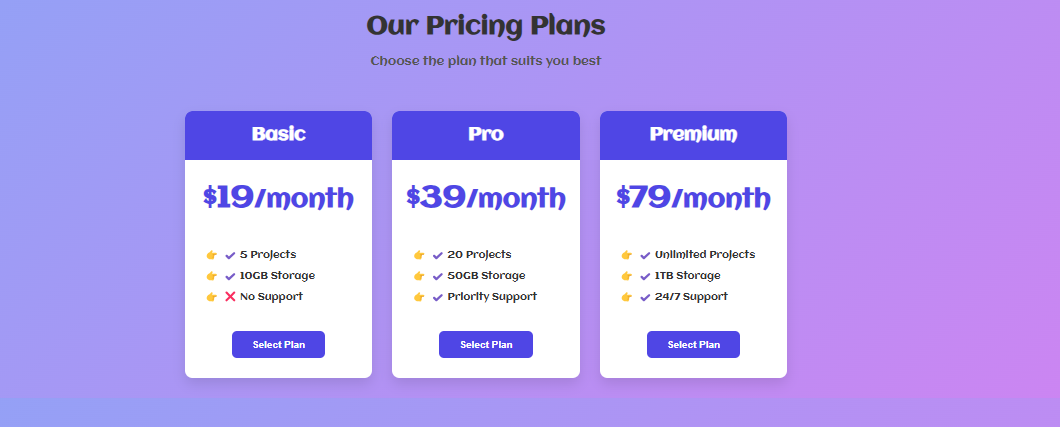 Our Pricing Plans
Choose the plan that suits you best
Basic
$19/month
👉 ✔ 5 Projects
👉 ✔ 10GB Storage
👉 ❌ No Support
Select Plan
Pro
$39/month
👉 ✔ 20 Projects
👉 ✔ 50GB Storage
👉 ✔ Priority Support
Select Plan
Premium
$79/month
👉 ✔ Unlimited Projects
👉 ✔ 1TB Storage
👉 ✔ 24/7 Support
Select Plan